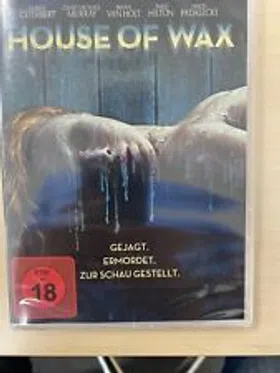 CUTHBERT MURRAY VAN HOLT HILTON PADALECKI
HOUSE OF WAX
GEJAGT.
ERMORDET.
ZUR SCHAU GESTELLT.
18